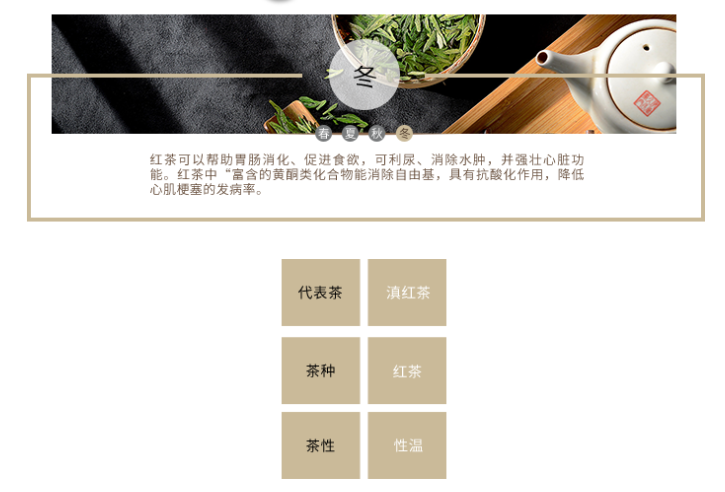 冬
春 夏 秋 冬
红茶可以帮助胃肠消化、促进食欲，可利尿、消除水肿，并强壮心脏功
能。红茶中“富含的黄酮类化合物能消除自由基，具有抗酸化作用，降低
心肌梗塞的发病率。
代表茶 滇红茶
茶种 红茶
茶性 性温